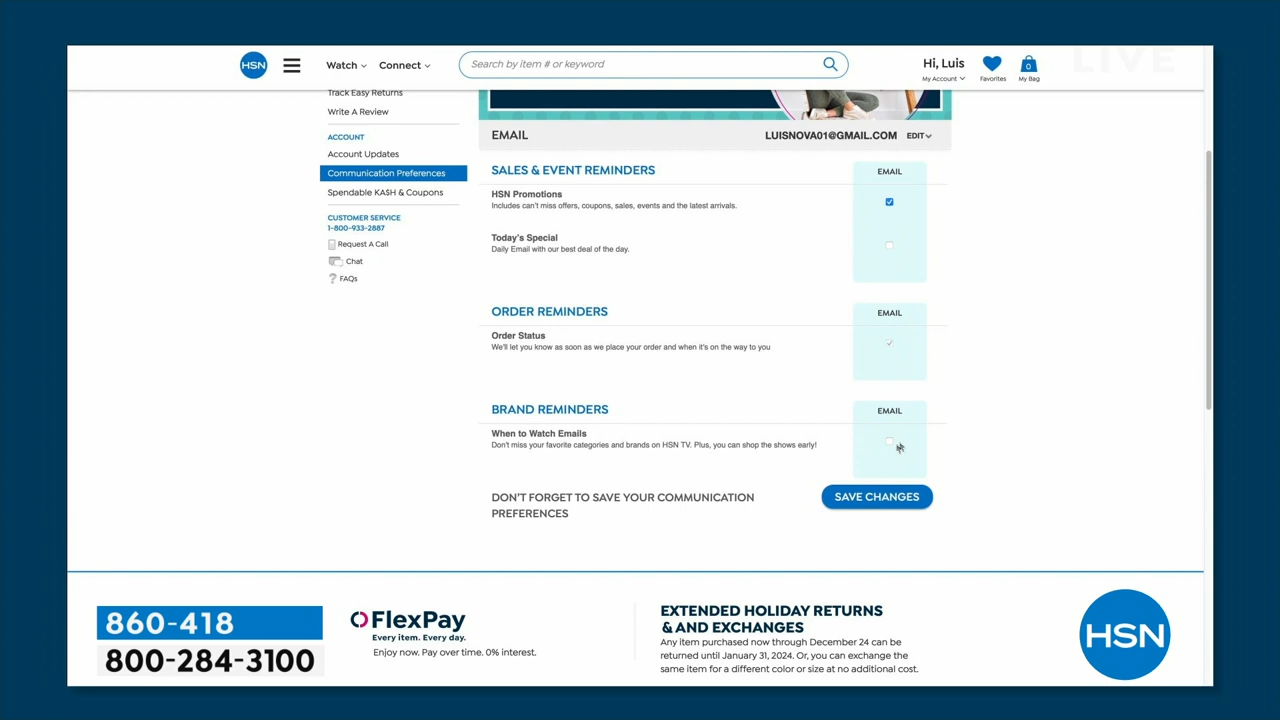 LIVE
HSN
Watch
Connect
Search by item # or keyword
Hi, Luis
My Account
Favorites
0
My Bag
Track Easy Returns
Write A Review
ACCOUNT
Account Updates
Communication Preferences
Spendable KA$H & Coupons
CUSTOMER SERVICE
1-800-933-2887
Request A Call
Chat
FAQs
EMAIL
LUISNOVA01@GMAIL.COM
EDIT
SALES & EVENT REMINDERS
EMAIL
HSN Promotions
Includes can't miss offers, coupons, sales, events and the latest arrivals.
Today's Special
Daily Email with our best deal of the day.
ORDER REMINDERS
EMAIL
Order Status
We'll let you know as soon as we place your order and when it's on the way to you
BRAND REMINDERS
EMAIL
When to Watch Emails
Don't miss your favorite categories and brands on HSN TV. Plus, you can shop the shows early!
DON'T FORGET TO SAVE YOUR COMMUNICATION
PREFERENCES
SAVE CHANGES
860-418
800-284-3100
FlexPay
Every item. Every day.
Enjoy now. Pay over time. 0% interest.
EXTENDED HOLIDAY RETURNS
& AND EXCHANGES
Any item purchased now through December 24 can be
returned until January 31, 2024. Or, you can exchange the
same item for a different color or size at no additional cost.
HSN